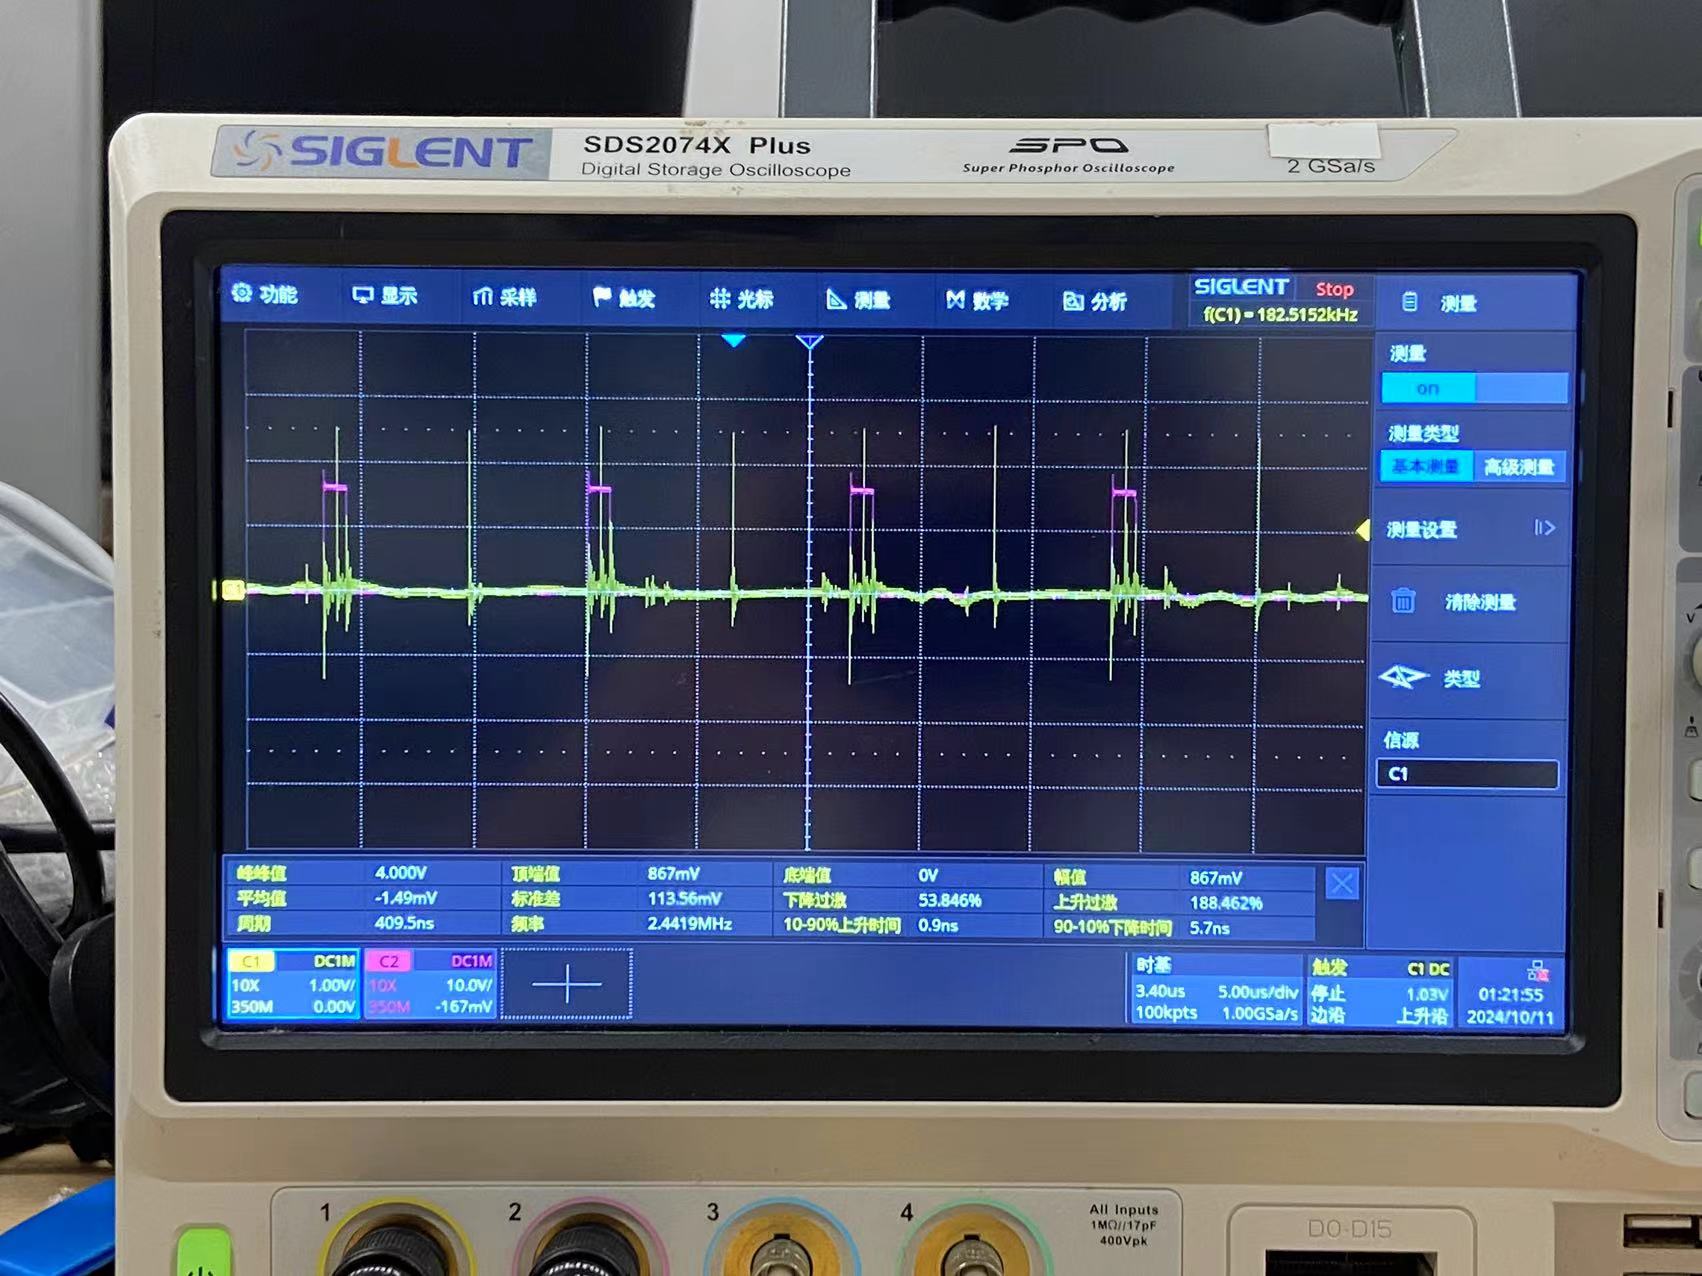 SIGLENT SDS2074X Plus SPO
Digital Storage Oscilloscope Super Phosphor Oscilloscope 2 GSa/s
功能 显示 采样 触发 光标 测量 数学 分析 SIGLENT Stop 测量
f(C1) = 182.5152kHz
测量
on
测量类型
基本测量 高级测量
测量设置
清除测量
类型
信源
C1
峰峰值 4.000V 顶端值 867mV 底端值 0V 幅值 867mV
平均值 -1.49mV 标准差 113.56mV 下降过激 53.846% 上升过激 188.462%
周期 409.5ns 频率 2.4419MHz 10-90%上升时间 0.9ns 90-10%下降时间 5.7ns
C1 DC1M C2 DC1M 时基 触发 C1 DC
10X 1.00V/ 10X 10.0V/ 3.40us 5.00us/div 停止 1.03V 01:21:55
350M 0.00V 350M -167mV 100kpts 1.00GSa/s 边沿 上升沿 2024/10/11
1 2 3 4 All Inputs
1MΩ//17pF
400Vpk
D0-D15